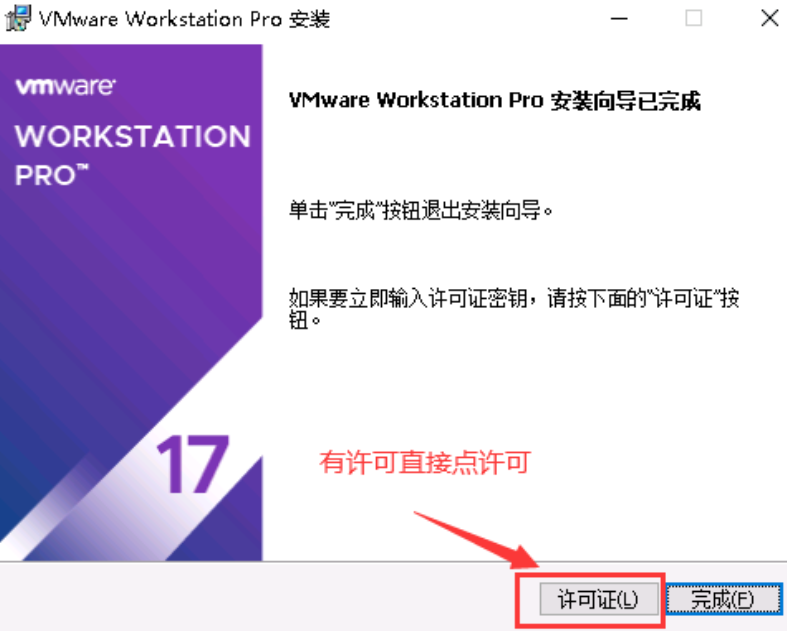 VMware Workstation Pro 安装
vmware
WORKSTATION
PRO™
VMware Workstation Pro 安装向导已完成
单击"完成"按钮退出安装向导。
如果要立即输入许可证密钥，请按下面的"许可证"按
钮。
17
有许可直接点许可
许可证(L)
完成(F)